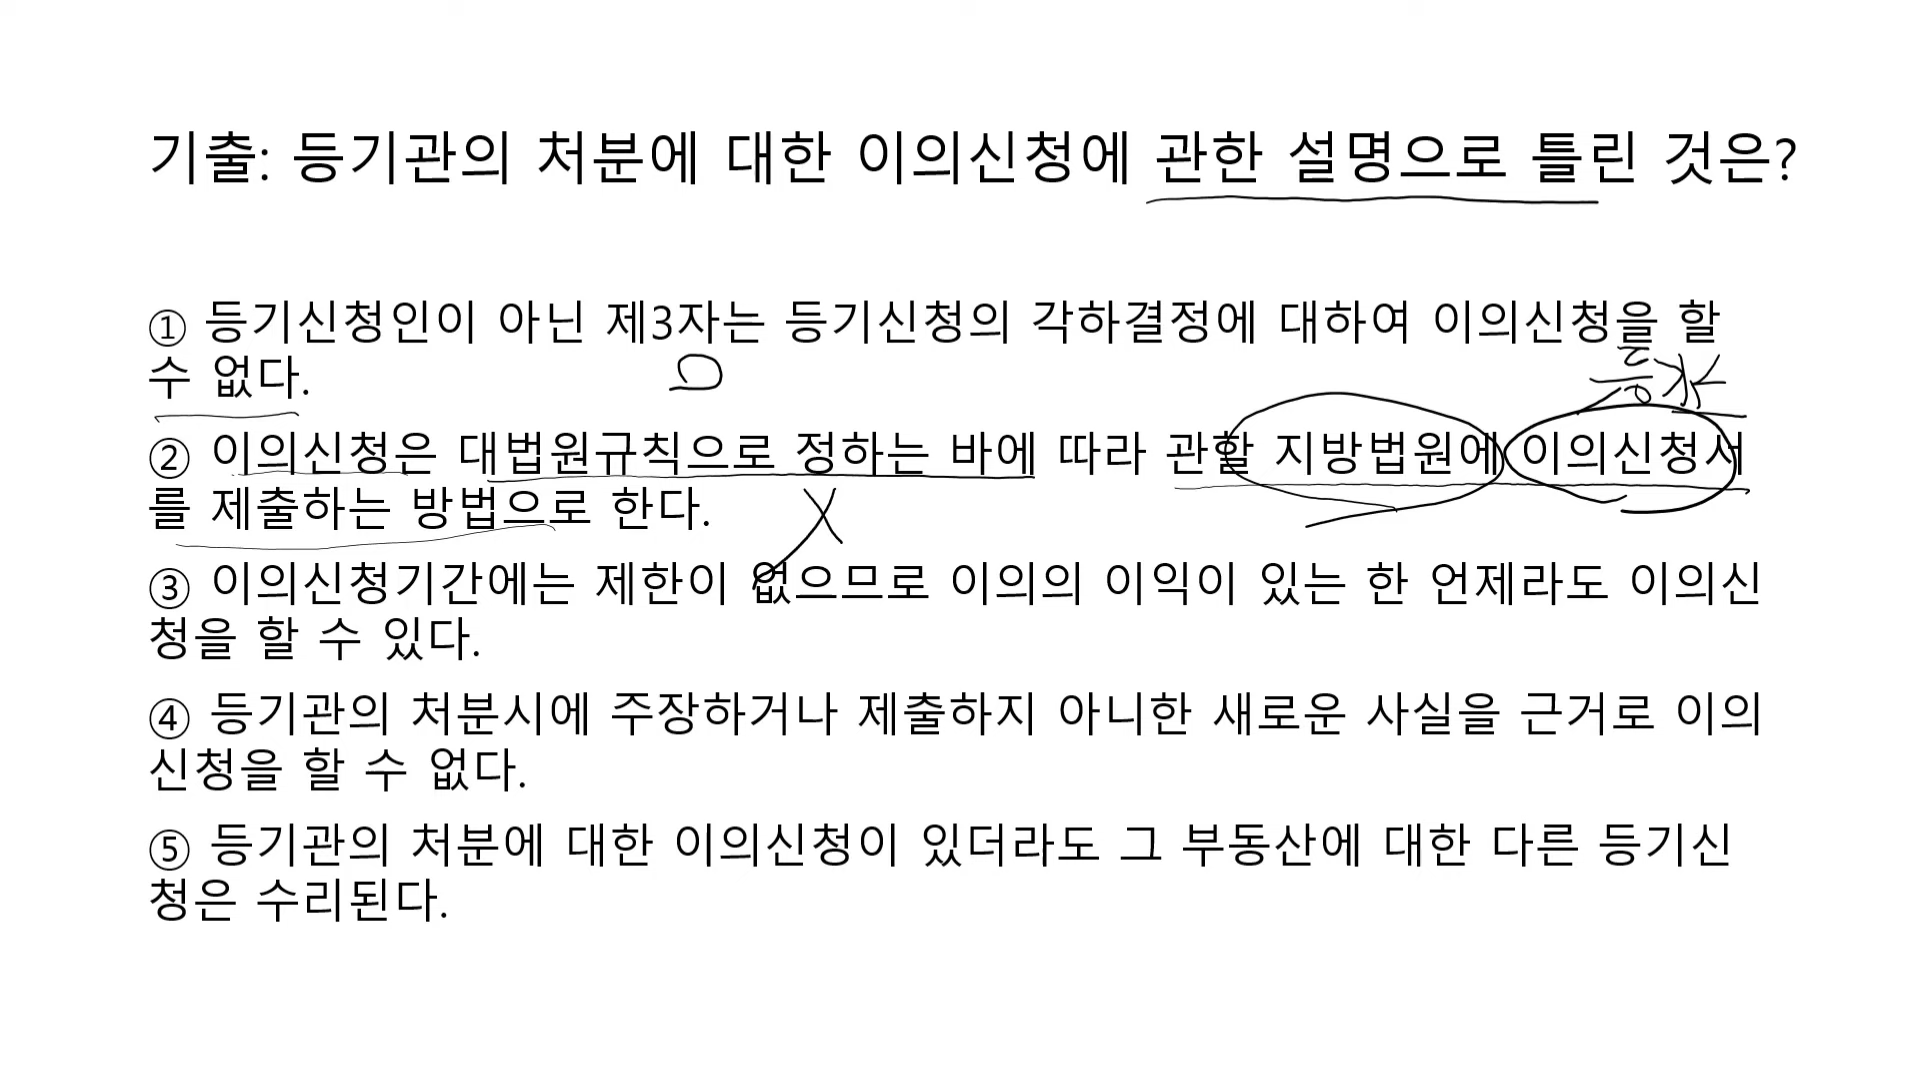 기출: 등기관의 처분에 대한 이의신청에 관한 설명으로 틀린 것은?
① 등기신청인이 아닌 제3자는 등기신청의 각하결정에 대하여 이의신청을 할
수 없다.
② 이의신청은 대법원규칙으로 정하는 바에 따라 관할 지방법원에 이의신청서
를 제출하는 방법으로 한다.
③ 이의신청기간에는 제한이 없으므로 이의의 이익이 있는 한 언제라도 이의신
청을 할 수 있다.
④ 등기관의 처분시에 주장하거나 제출하지 아니한 새로운 사실을 근거로 이의
신청을 할 수 없다.
⑤ 등기관의 처분에 대한 이의신청이 있더라도 그 부동산에 대한 다른 등기신
청은 수리된다.